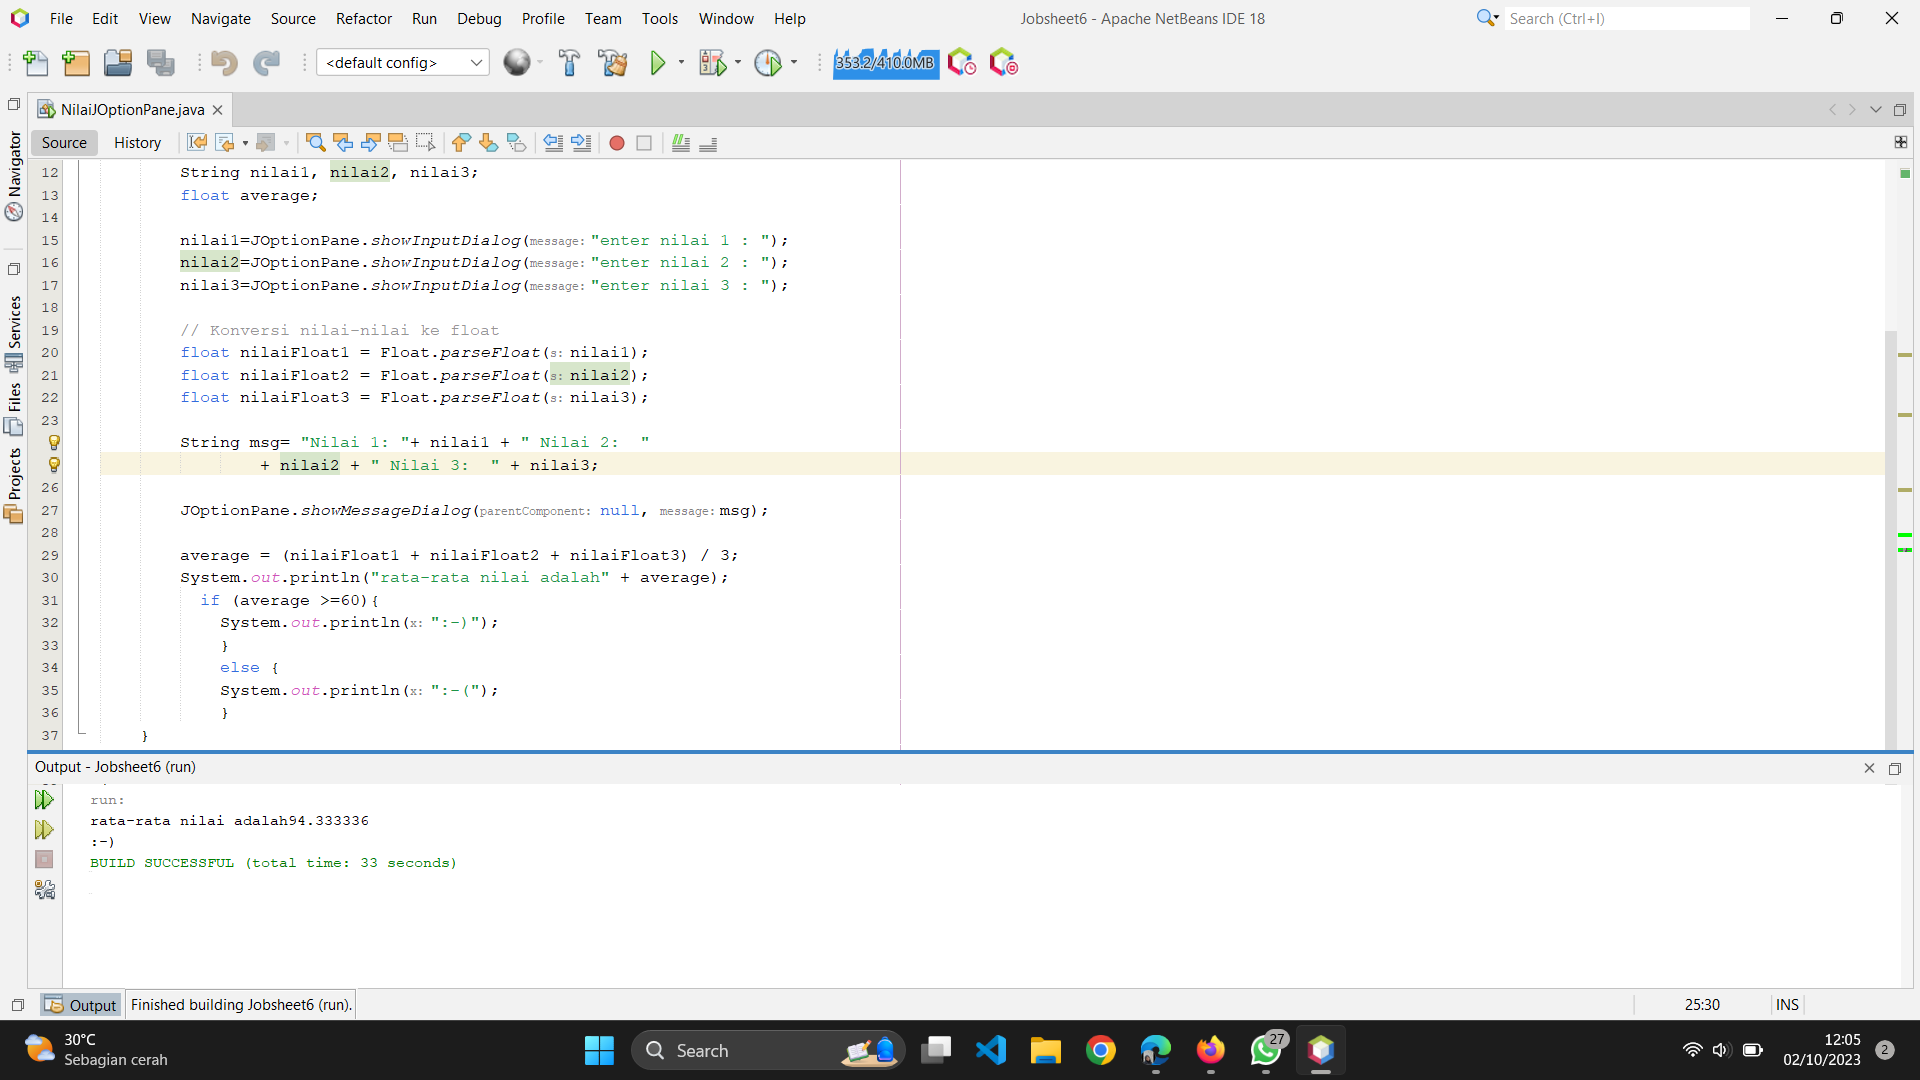 File Edit View Navigate Source Refactor Run Debug Profile Team Tools Window Help
Jobsheet6 - Apache NetBeans IDE 18
Search (Ctrl+I)
<default config>
353.2/410.0MB
NilaiJOptionPane.java
Source History
Navigator
Services
Files
Projects
12 String nilai1, nilai2, nilai3;
13 float average;
14
15 nilai1=JOptionPane.showInputDialog(message: "enter nilai 1 : ");
16 nilai2=JOptionPane.showInputDialog(message: "enter nilai 2 : ");
17 nilai3=JOptionPane.showInputDialog(message: "enter nilai 3 : ");
18
19 // Konversi nilai-nilai ke float
20 float nilaiFloat1 = Float.parseFloat(s: nilai1);
21 float nilaiFloat2 = Float.parseFloat(s: nilai2);
22 float nilaiFloat3 = Float.parseFloat(s: nilai3);
23
String msg= "Nilai 1: "+ nilai1 + " Nilai 2:  "
+ nilai2 + " Nilai 3:  " + nilai3;
26
27 JOptionPane.showMessageDialog(parentComponent: null, message: msg);
28
29 average = (nilaiFloat1 + nilaiFloat2 + nilaiFloat3) / 3;
30 System.out.println("rata-rata nilai adalah" + average);
31 if (average >=60){
32 System.out.println(x: ":-)");
33 }
34 else {
35 System.out.println(x: ":-(");
36 }
37 }
Output - Jobsheet6 (run)
run:
rata-rata nilai adalah94.333336
:-)
BUILD SUCCESSFUL (total time: 33 seconds)
Output
Finished building Jobsheet6 (run).
25:30 INS
30°C
Sebagian cerah
Search
27
12:05
02/10/2023
2